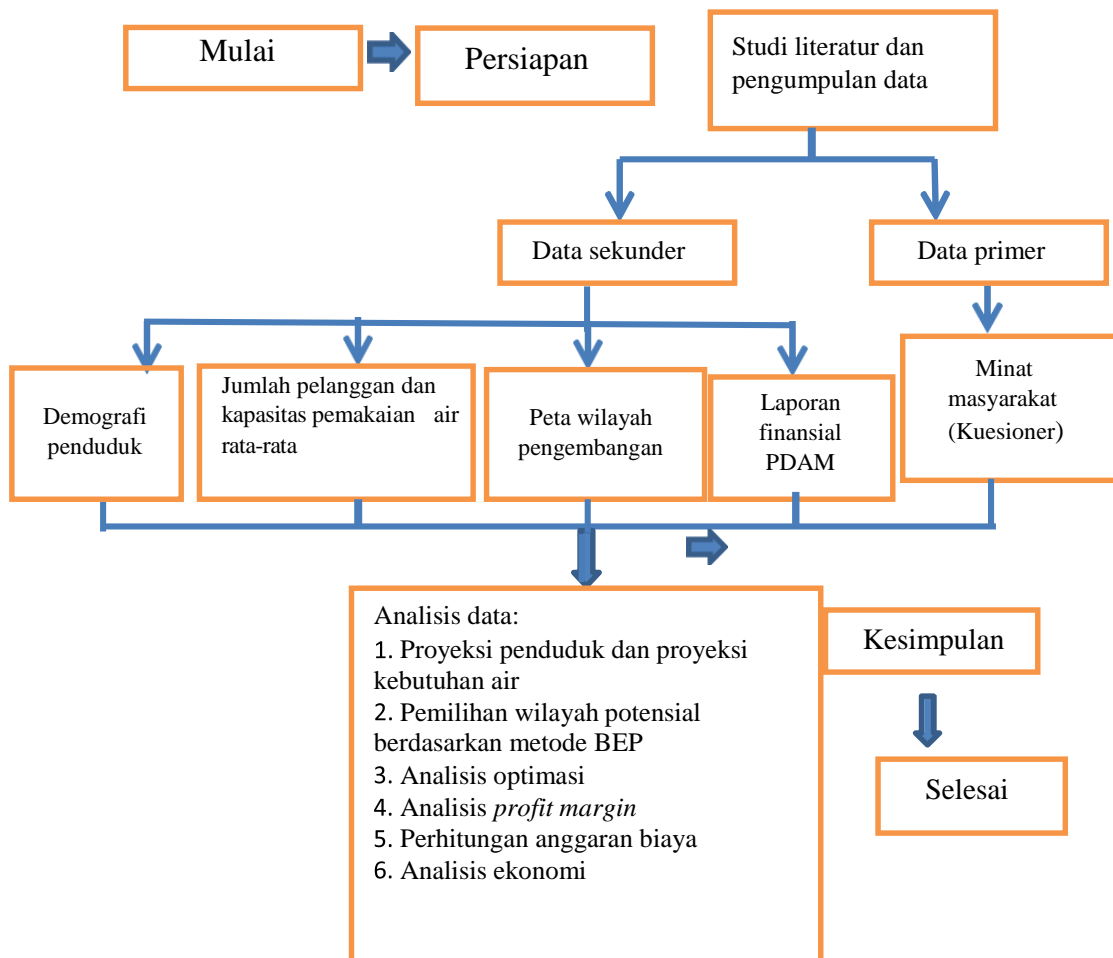 Mulai
Persiapan
Studi literatur dan
pengumpulan data
Data sekunder
Data primer
Demografi
penduduk
Jumlah pelanggan dan
kapasitas pemakaian air
rata-rata
Peta wilayah
pengembangan
Laporan
finansial
PDAM
Minat
masyarakat
(Kuesioner)
Analisis data:
1. Proyeksi penduduk dan proyeksi
kebutuhan air
2. Pemilihan wilayah potensial
berdasarkan metode BEP
3. Analisis optimasi
4. Analisis profit margin
5. Perhitungan anggaran biaya
6. Analisis ekonomi
Kesimpulan
Selesai